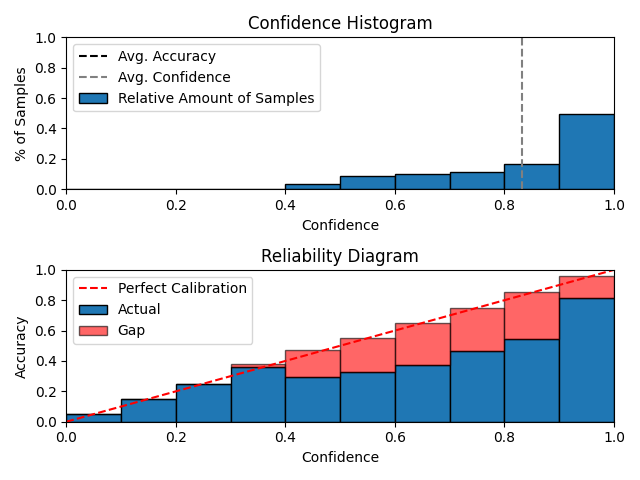 Confidence Histogram
1.0
0.8
0.6
0.4
0.2
0.0
% of Samples
Avg. Accuracy
Avg. Confidence
Relative Amount of Samples
0.0 0.2 0.4 0.6 0.8 1.0
Confidence
Reliability Diagram
1.0
0.8
0.6
0.4
0.2
0.0
Accuracy
Perfect Calibration
Actual
Gap
0.0 0.2 0.4 0.6 0.8 1.0
Confidence